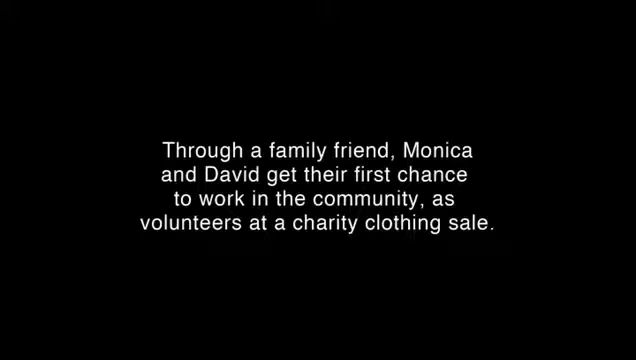 Through a family friend, Monica
and David get their first chance
to work in the community, as
volunteers at a charity clothing sale.